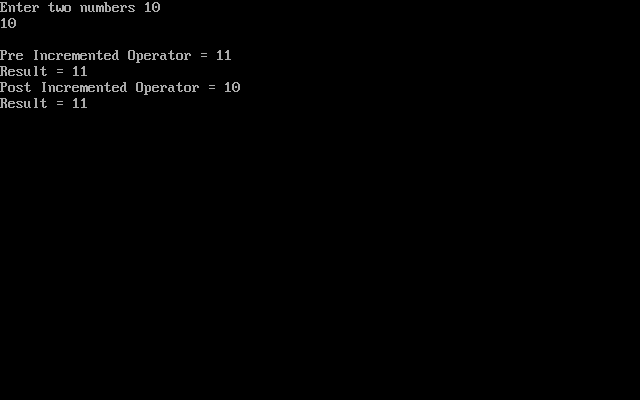 Enter two numbers 10
10
Pre Incremented Operator = 11
Result = 11
Post Incremented Operator = 10
Result = 11